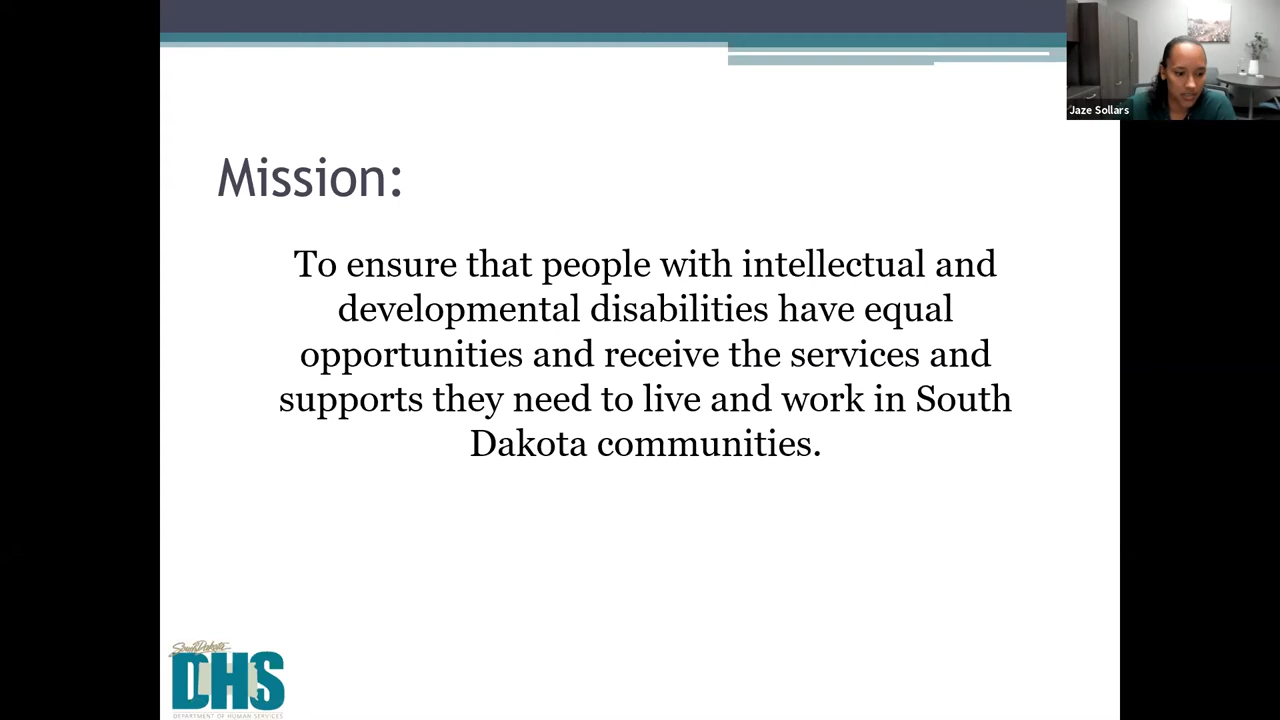 Jaze Sollars
Mission:
To ensure that people with intellectual and
developmental disabilities have equal
opportunities and receive the services and
supports they need to live and work in South
Dakota communities.
South Dakota
DHS
DEPARTMENT OF HUMAN SERVICES